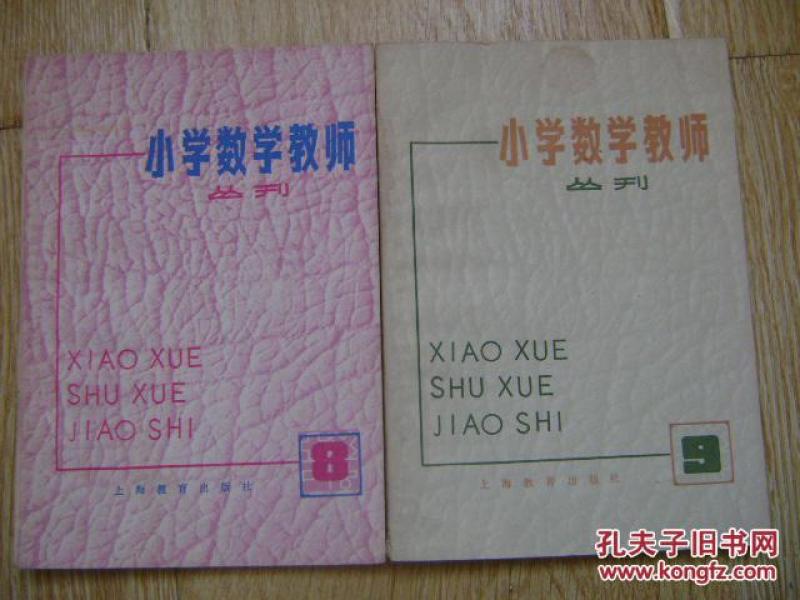 小学数学教师
丛刊
XIAO XUE
SHU XUE
JIAO SHI
8
上海教育出版社
小学数学教师
丛刊
XIAO XUE
SHU XUE
JIAO SHI
9
上海教育出版社
孔夫子旧书网
www.kongfz.com